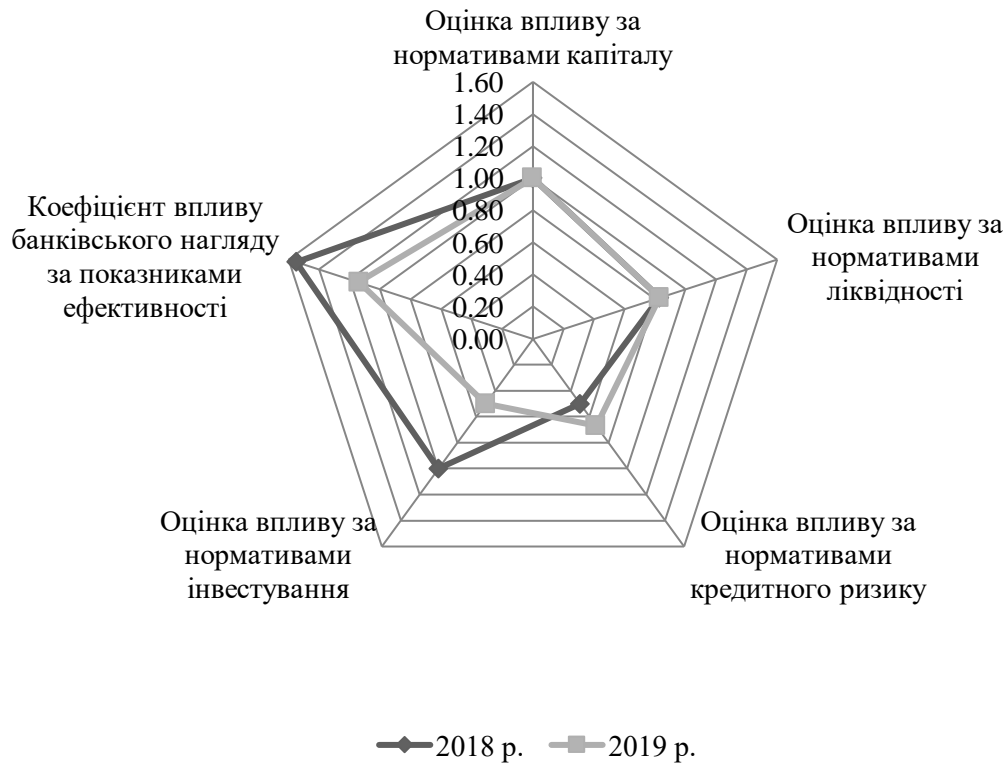 Оцінка впливу за
нормативами капіталу
1.60
1.40
1.20
1.00
0.80
0.60
0.40
0.20
0.00
Оцінка впливу за
нормативами
ліквідності
Оцінка впливу за
нормативами
кредитного ризику
Оцінка впливу за
нормативами
інвестування
Коефіцієнт впливу
банківського нагляду
за показниками
ефективності
2018 р.
2019 р.